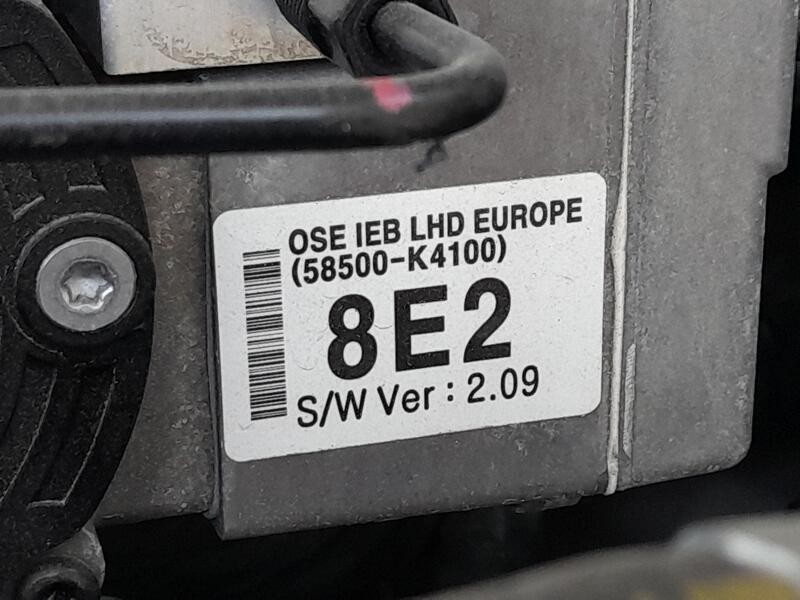 OSE IEB LHD EUROPE
(58500-K4100)
8E2
S/W Ver : 2.09